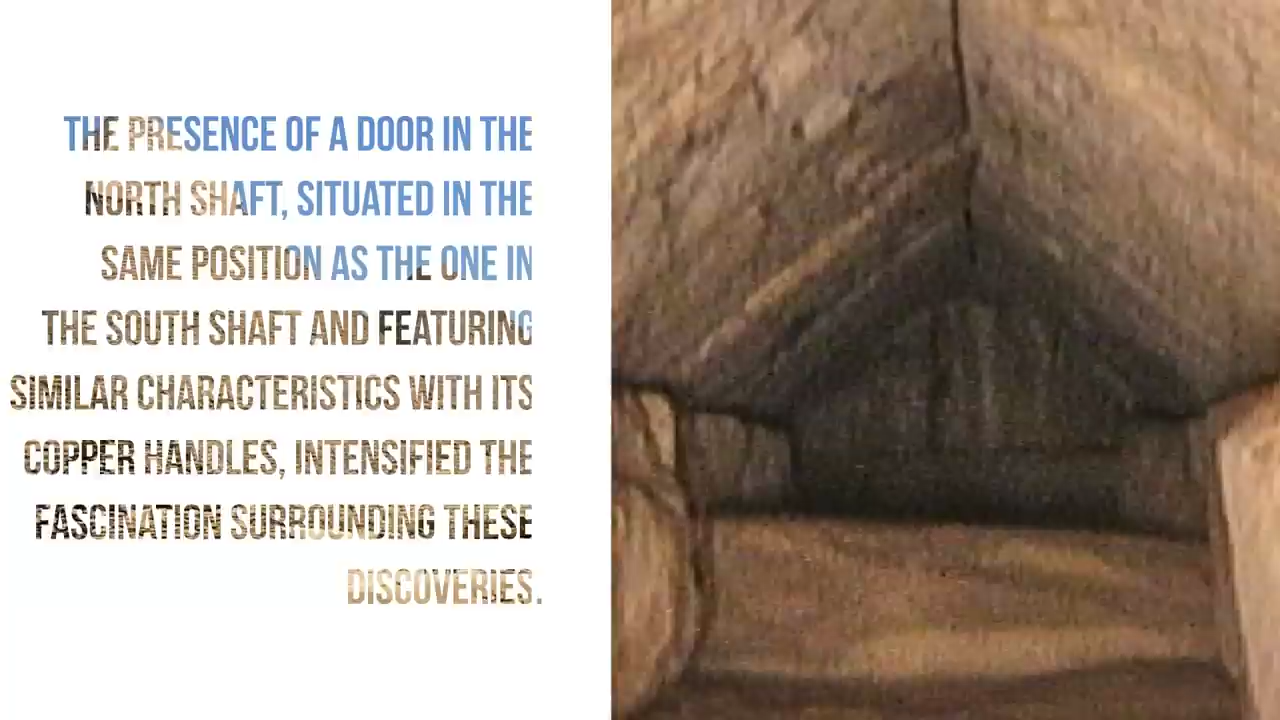 THE PRESENCE OF A DOOR IN THE
NORTH SHAFT, SITUATED IN THE
SAME POSITION AS THE ONE IN
THE SOUTH SHAFT AND FEATURING
SIMILAR CHARACTERISTICS WITH ITS
COPPER HANDLES, INTENSIFIED THE
FASCINATION SURROUNDING THESE
DISCOVERIES.